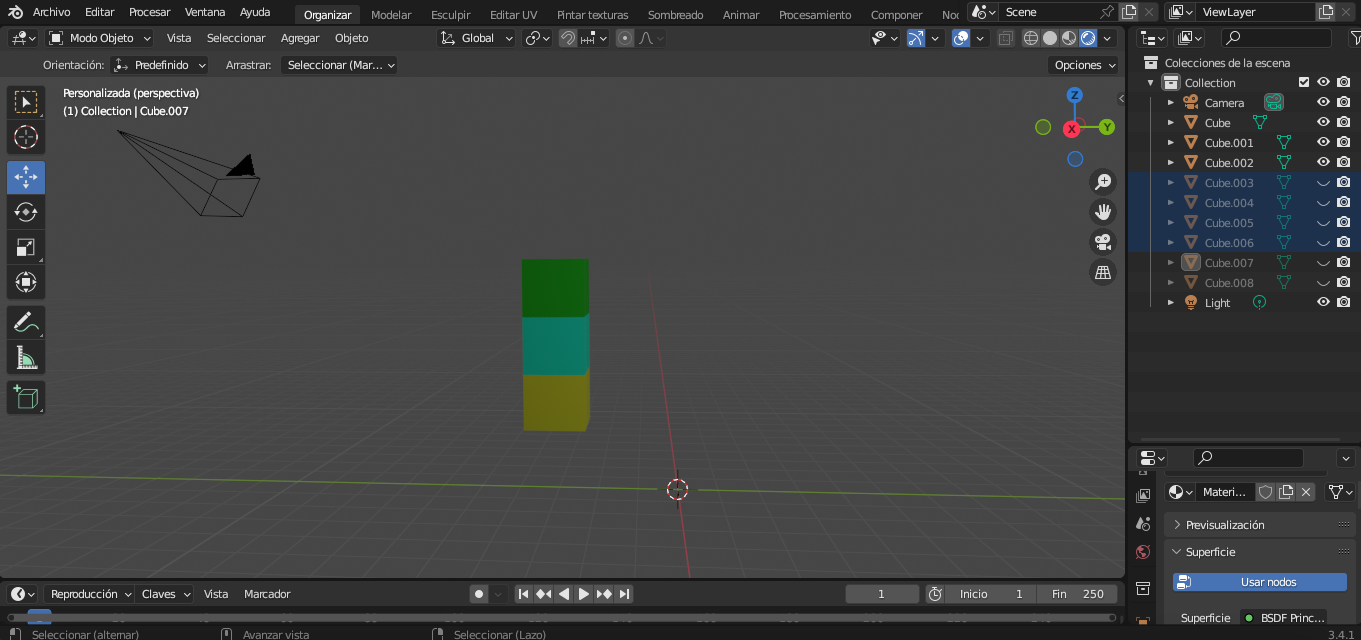 Archivo Editar Procesar Ventana Ayuda Organizar Modelar Esculpir Editar UV Pintar texturas Sombreado Animar Procesamiento Componer Scene ViewLayer
Modo Objeto Vista Seleccionar Agregar Objeto Global
Orientación: Predefinido Arrastrar: Seleccionar (Mar... Opciones
Personalizada (perspectiva)
(1) Collection | Cube.007
Z
X
Y
Colecciones de la escena
Collection
Camera
Cube
Cube.001
Cube.002
Cube.003
Cube.004
Cube.005
Cube.006
Cube.007
Cube.008
Light
Materi...
Previsualización
Superficie
Usar nodos
Superficie BSDF Princ...
Reproducción Claves Vista Marcador 1 Inicio 1 Fin 250
Seleccionar (alternar) Avanzar vista Seleccionar (Lazo) 3.4.1